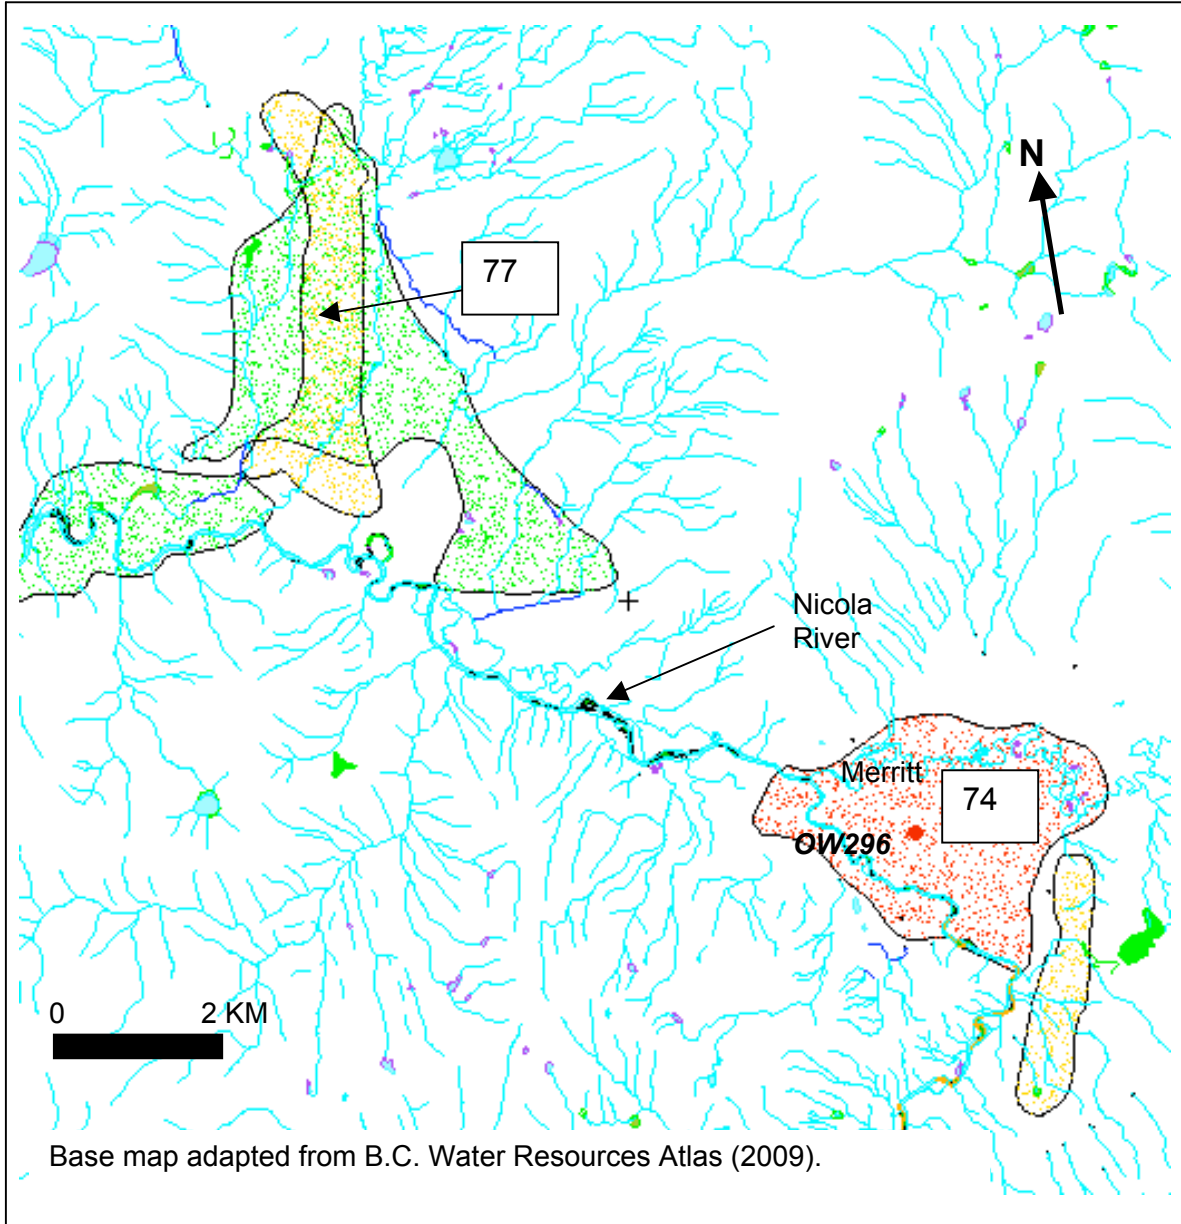 N
77
Nicola
River
Merritt
74
OW296
0 2 KM
Base map adapted from B.C. Water Resources Atlas (2009).